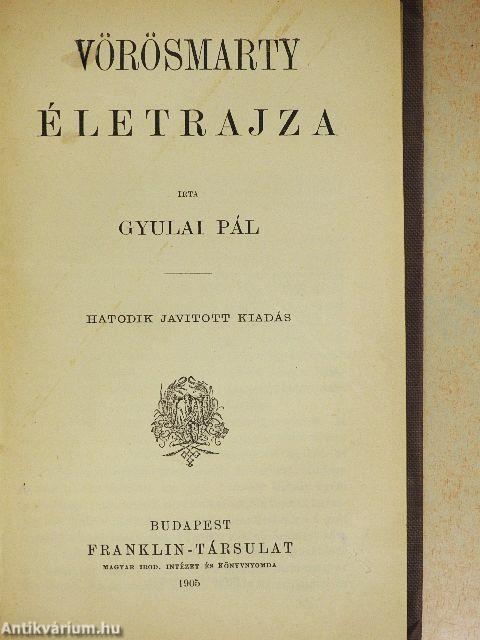 VÖRÖSMARTY
ÉLETRAJZA
IRTA
GYULAI PÁL
HATODIK JAVITOTT KIADÁS
BUDAPEST
FRANKLIN-TÁRSULAT
MAGYAR IROD. INTÉZET ÉS KÖNYVNYOMDA
1905
Antikvárium.hu